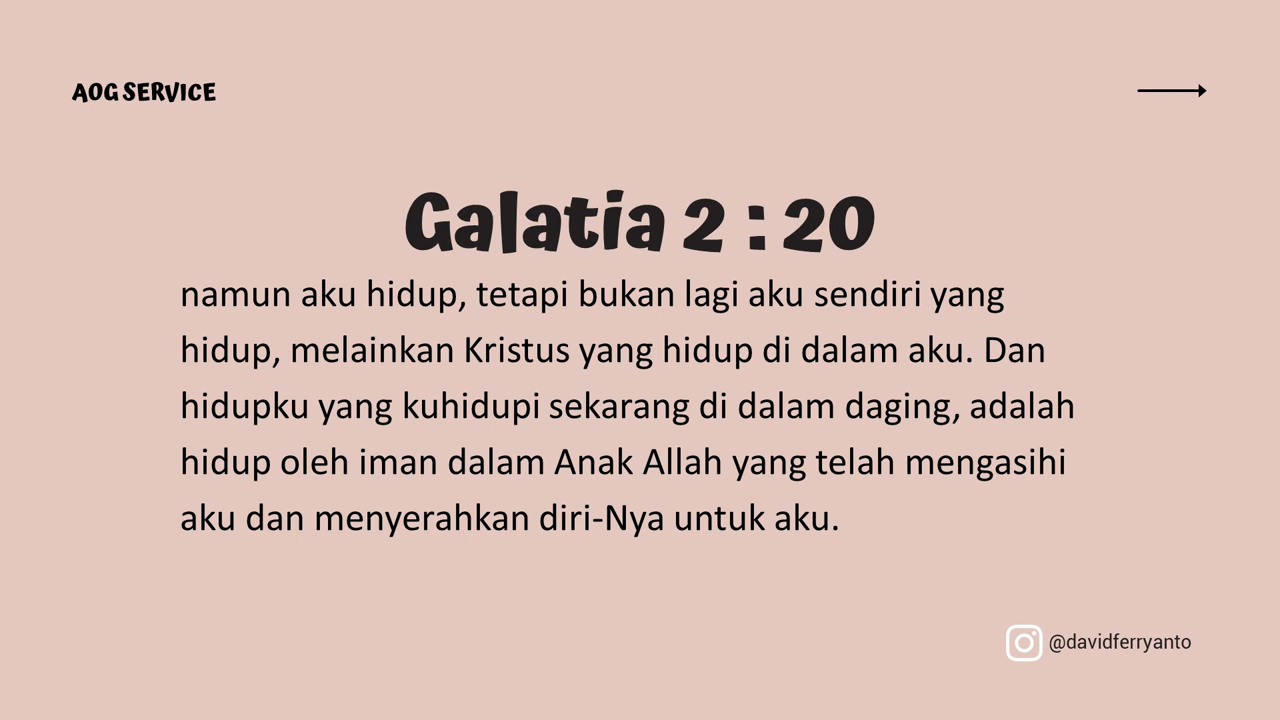 AOG SERVICE
Galatia 2 : 20
namun aku hidup, tetapi bukan lagi aku sendiri yang
hidup, melainkan Kristus yang hidup di dalam aku. Dan
hidupku yang kuhidupi sekarang di dalam daging, adalah
hidup oleh iman dalam Anak Allah yang telah mengasihi
aku dan menyerahkan diri-Nya untuk aku.
@davidferryanto